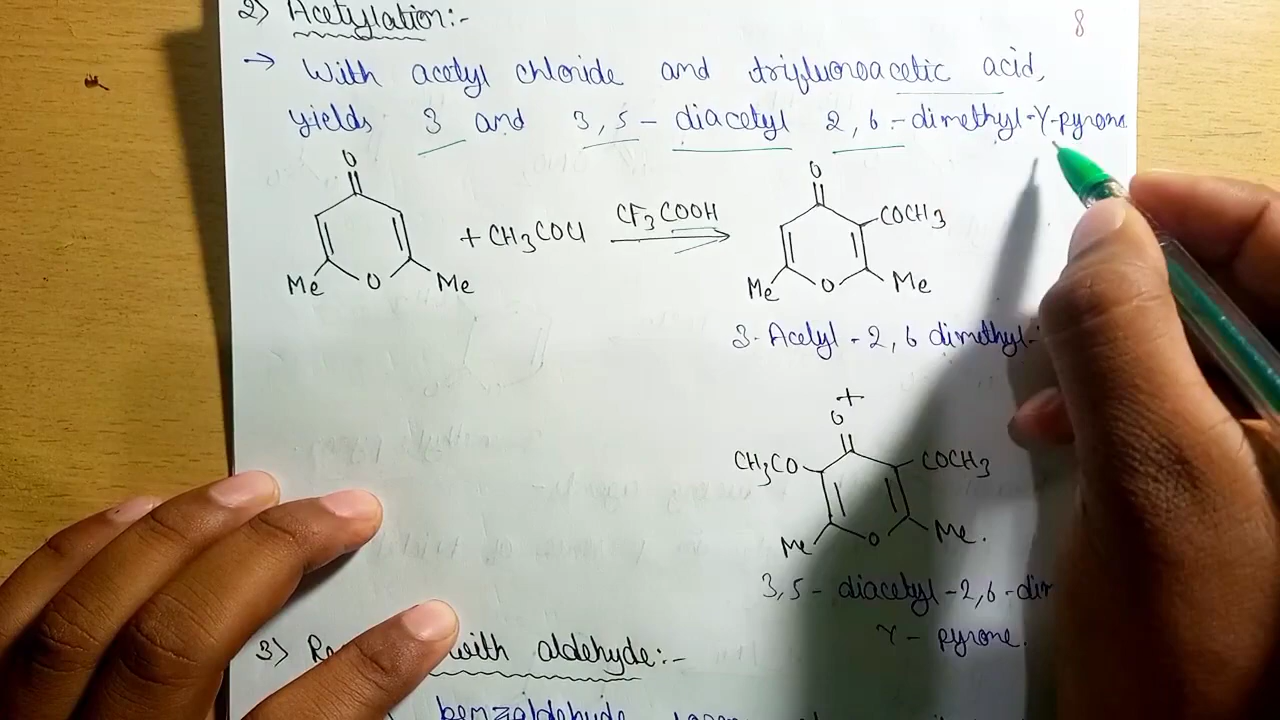 2) Acetylation:-
8
→ With acetyl chloride and trifluoroacetic acid,
yields 3 and 3,5-diacetyl 2,6-dimethyl-γ-pyrone
O
Me O Me
+ CH3COCl
CF3COOH
O
COCH3
Me O Me
3-Acetyl-2,6 dimethyl-
+
O
CH3CO COCH3
Me O Me.
3,5-diacetyl-2,6-dim
γ-pyrone.
3) with aldehyde:-
benzaldehyde